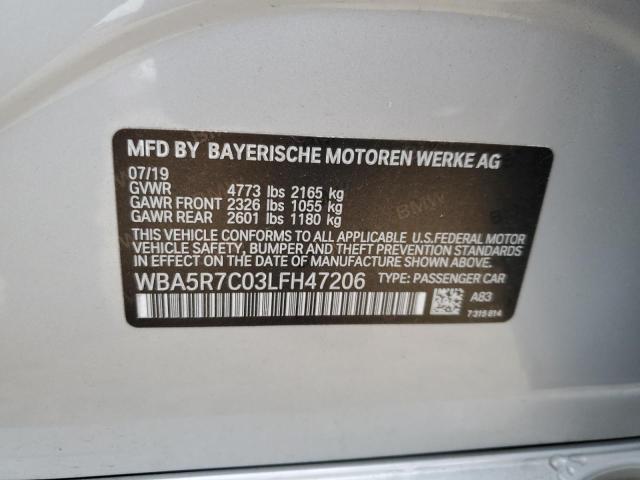 MFD BY BAYERISCHE MOTOREN WERKE AG
07/19
GVWR 4773 lbs 2165 kg
GAWR FRONT 2326 lbs 1055 kg
GAWR REAR 2601 lbs 1180 kg
THIS VEHICLE CONFORMS TO ALL APPLICABLE U.S.FEDERAL MOTOR
VEHICLE SAFETY, BUMPER AND THEFT PREVENTION STANDARDS
IN EFFECT ON THE DATE OF MANUFACTURE SHOWN ABOVE.
WBA5R7C03LFH47206 TYPE: PASSENGER CAR
A83
7 315 814